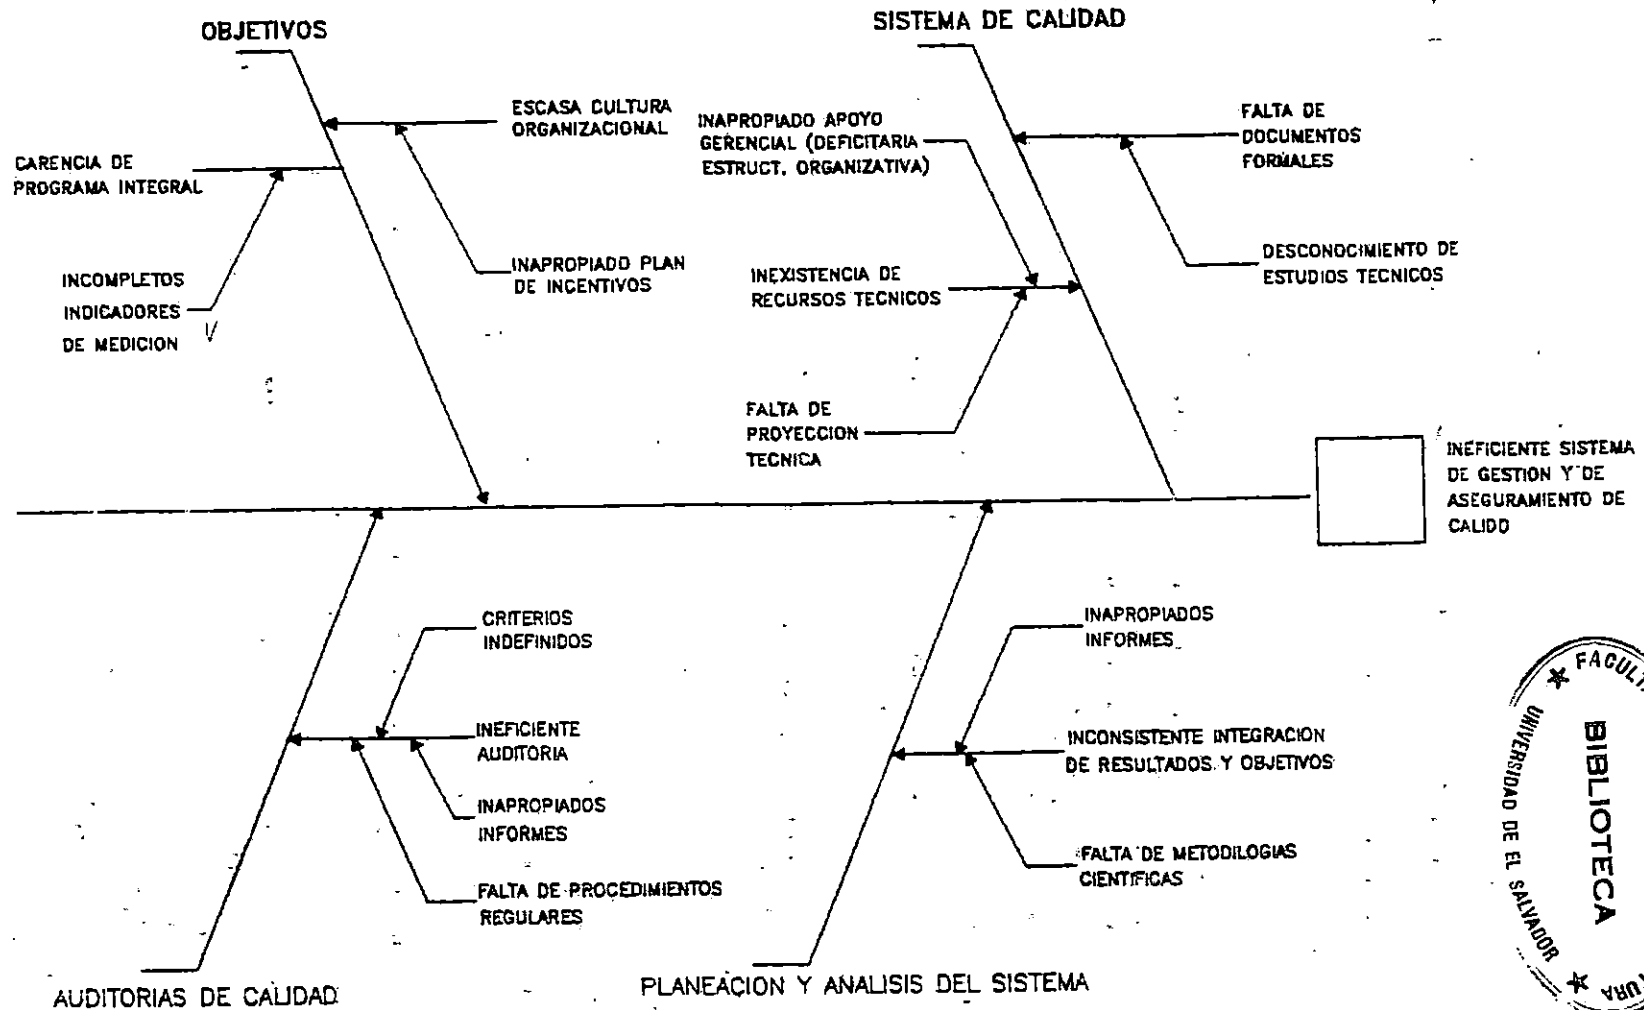 OBJETIVOS
SISTEMA DE CALIDAD
ESCASA CULTURA
ORGANIZACIONAL
CARENCIA DE
PROGRAMA INTEGRAL
INCOMPLETOS
INDICADORES
DE MEDICION
INAPROPIADO PLAN
DE INCENTIVOS
INAPROPIADO APOYO
GERENCIAL (DEFICITARIA
ESTRUCT. ORGANIZATIVA)
FALTA DE
DOCUMENTOS
FORMALES
DESCONOCIMIENTO DE
ESTUDIOS TECNICOS
INEXISTENCIA DE
RECURSOS TECNICOS
FALTA DE
PROYECCION
TECNICA
INEFICIENTE SISTEMA
DE GESTION Y DE
ASEGURAMIENTO DE
CALIDD
CRITERIOS
INDEFINIDOS
INEFICIENTE
AUDITORIA
INAPROPIADOS
INFORMES
FALTA DE PROCEDIMIENTOS
REGULARES
INAPROPIADOS
INFORMES
INCONSISTENTE INTEGRACION
DE RESULTADOS Y OBJETIVOS
FALTA DE METODILOGIAS
CIENTIFICAS
AUDITORIAS DE CALIDAD
PLANEACION Y ANALISIS DEL SISTEMA
BIBLIOTECA
UNIVERSIDAD DE EL SALVADOR